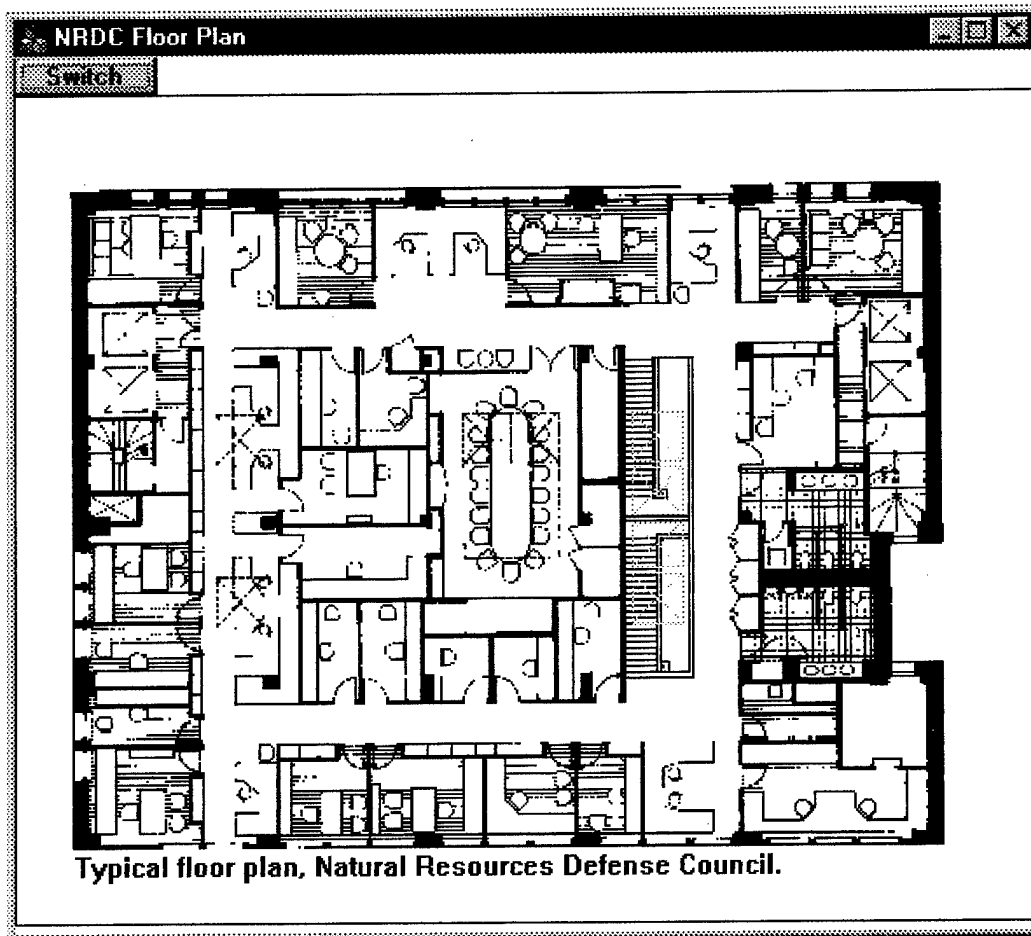 NRDC Floor Plan
Switch
Typical floor plan, Natural Resources Defense Council.